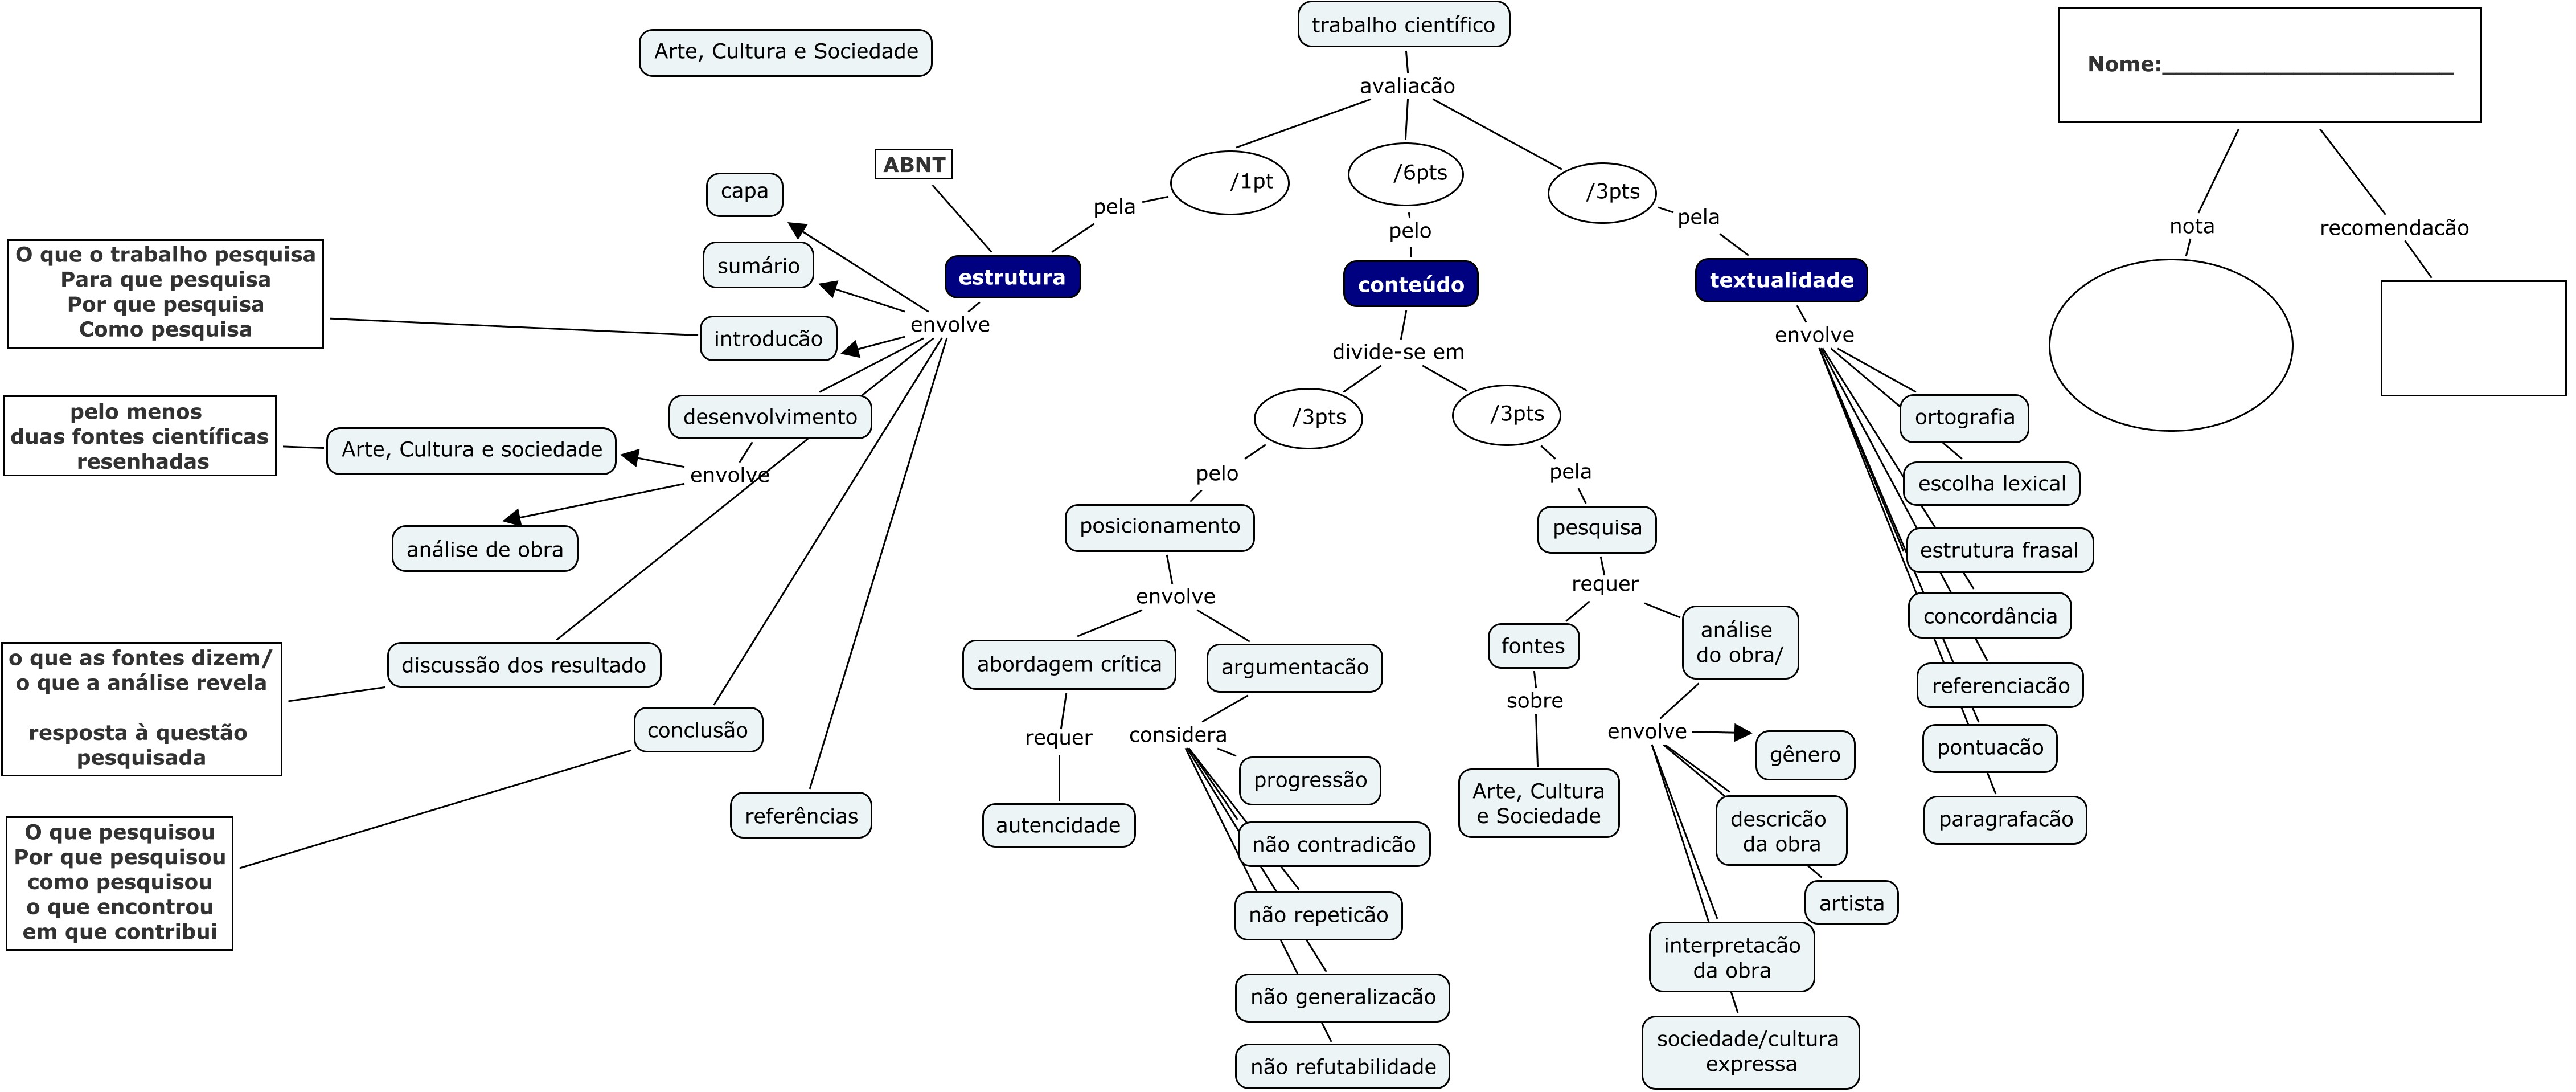 trabalho científico
Arte, Cultura e Sociedade
Nome:___________________________
avaliacão
ABNT
/1pt
/6pts
/3pts
capa
pela
pelo
pela
nota
recomendacão
O que o trabalho pesquisa
Para que pesquisa
Por que pesquisa
Como pesquisa
sumário
estrutura
conteúdo
textualidade
introducão
envolve
divide-se em
envolve
pelo menos
duas fontes científicas
resenhadas
Arte, Cultura e sociedade
desenvolvimento
envolve
análise de obra
/3pts
/3pts
pelo
pela
posicionamento
pesquisa
envolve
requer
ortografia
escolha lexical
estrutura frasal
concordância
referenciacão
pontuacão
paragrafacão
o que as fontes dizem/
o que a análise revela
resposta à questão
pesquisada
discussão dos resultado
conclusão
referências
O que pesquisou
Por que pesquisou
como pesquisou
o que encontrou
em que contribui
abordagem crítica
argumentacão
requer
considera
autencidade
progressão
não contradicão
não repeticão
não generalizacão
não refutabilidade
fontes
análise
do obra/
sobre
envolve
Arte, Cultura
e Sociedade
gênero
descricão
da obra
artista
interpretacão
da obra
sociedade/cultura
expressa